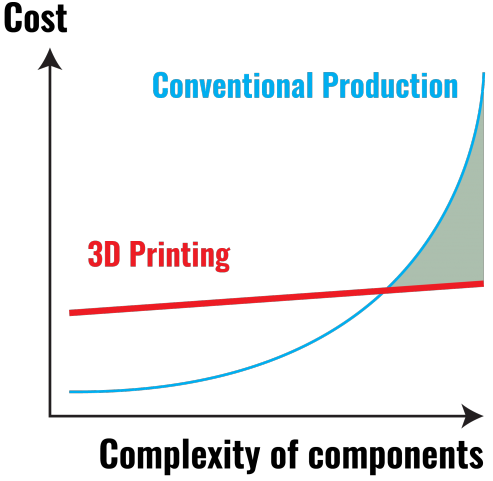 Cost
Conventional Production
3D Printing
Complexity of components